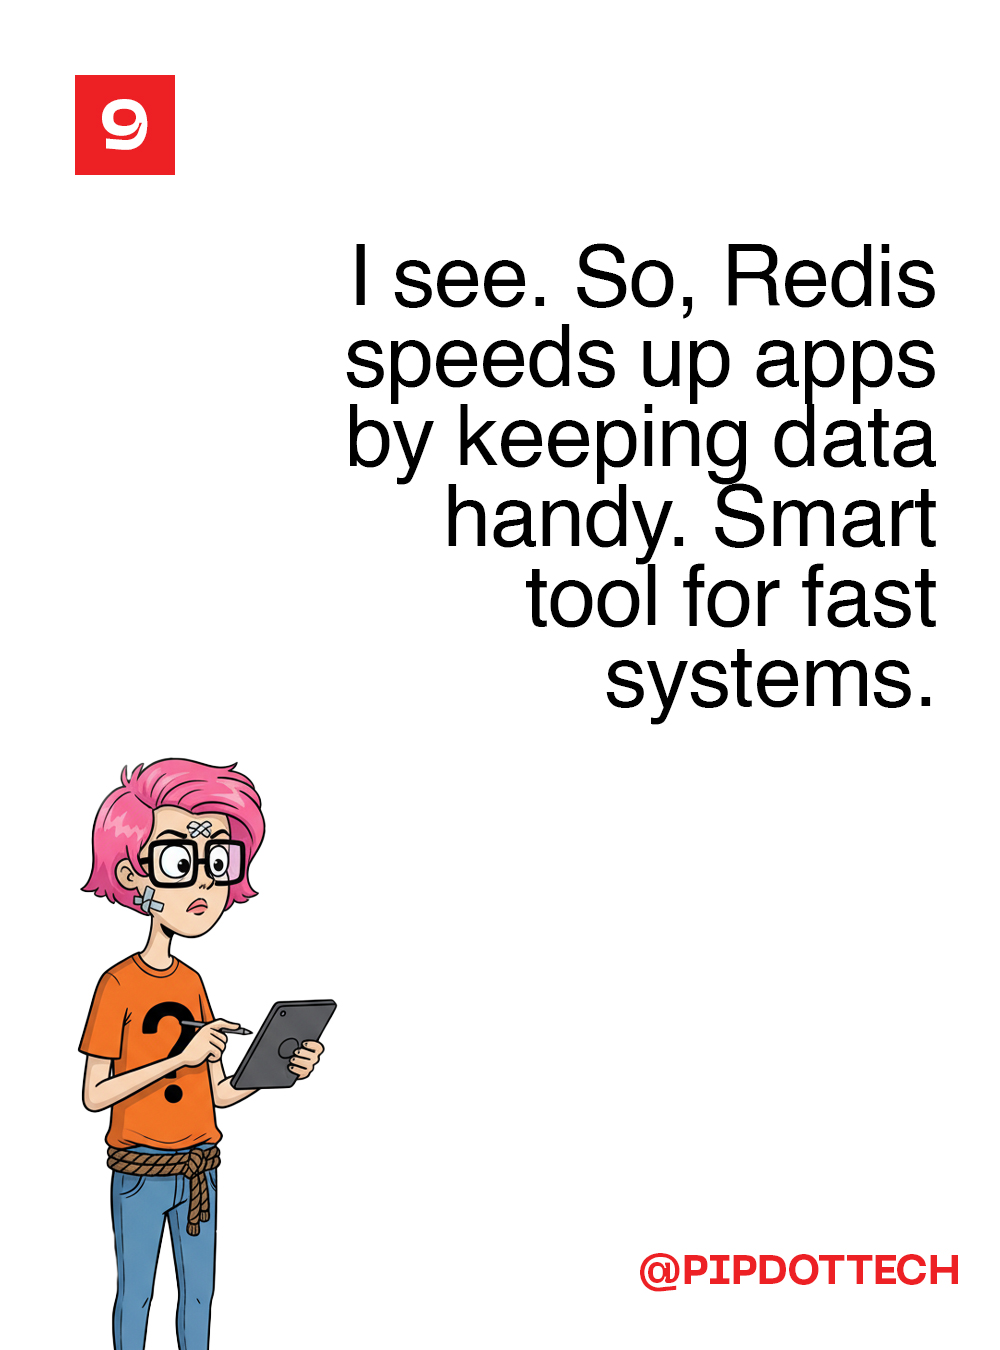 9
I see. So, Redis
speeds up apps
by keeping data
handy. Smart
tool for fast
systems.
?
@PIPDOTTECH